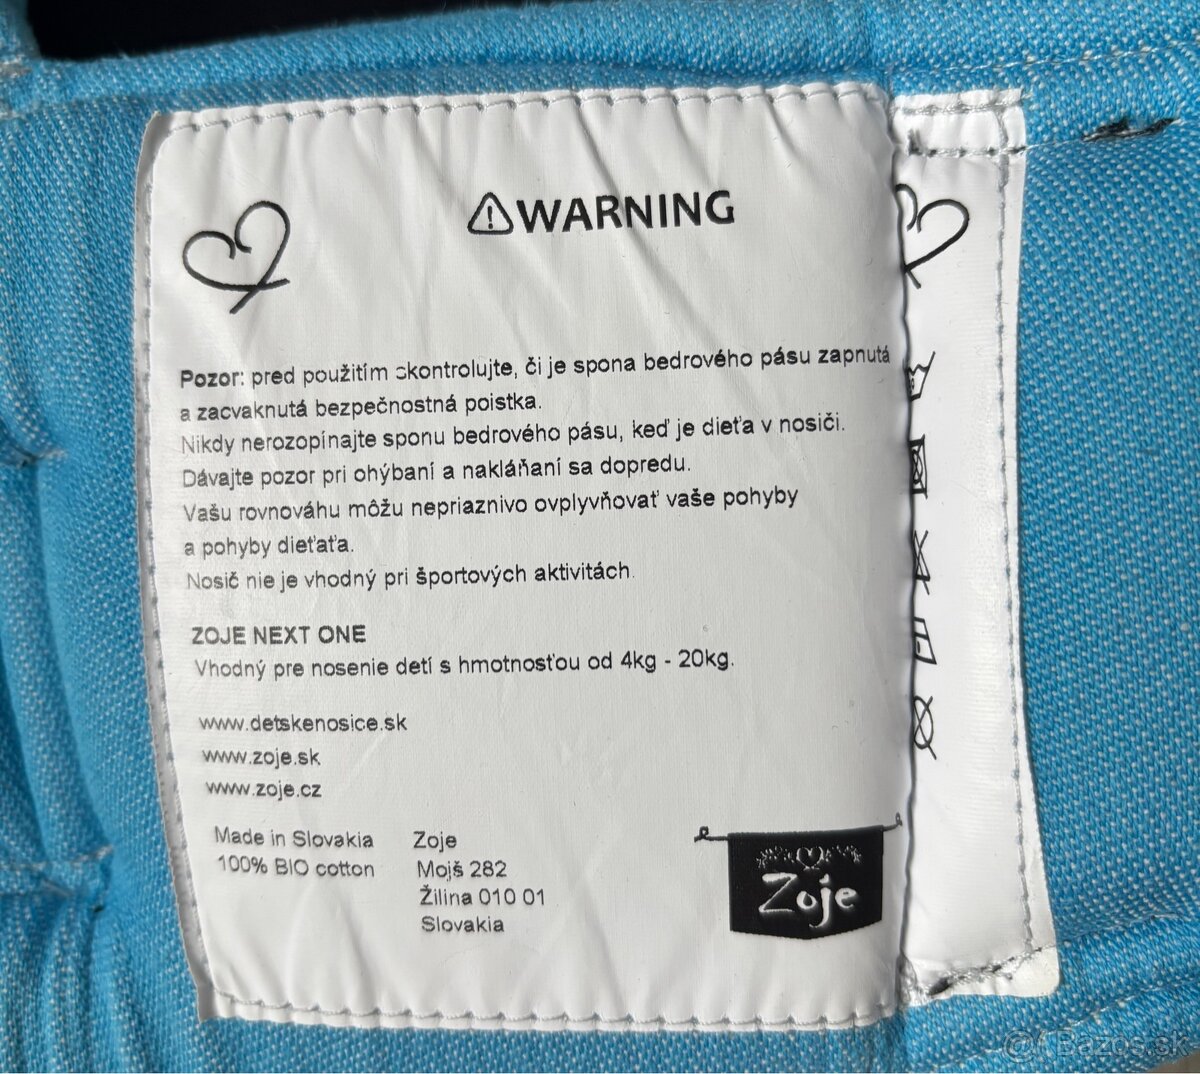 WARNING
Pozor: pred použitím skontrolujte, či je spona bedrového pásu zapnutá
a zacvaknutá bezpečnostná poistka.
Nikdy nerozopínajte sponu bedrového pásu, keď je dieťa v nosiči.
Dávajte pozor pri ohýbaní a nakláňaní sa dopredu.
Vašu rovnováhu môžu nepriaznivo ovplyvňovať vaše pohyby
a pohyby dieťaťa.
Nosič nie je vhodný pri športových aktivitách.
ZOJE NEXT ONE
Vhodný pre nosenie detí s hmotnosťou od 4kg - 20kg.
www.detskenosice.sk
www.zoje.sk
www.zoje.cz
Made in Slovakia
100% BIO cotton
Zoje
Mojš 282
Žilina 010 01
Slovakia
Zoje
Bazos.sk